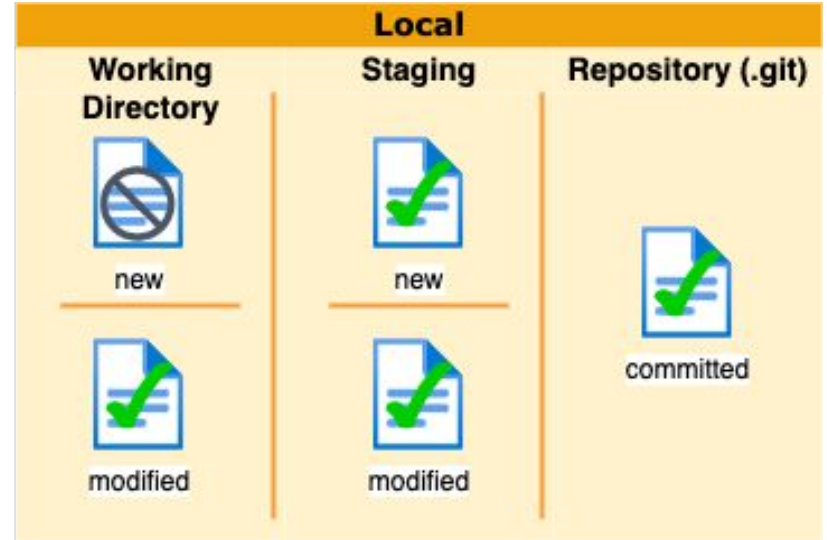 Local
Working
Directory
Staging
Repository (.git)
new
new
committed
modified
modified